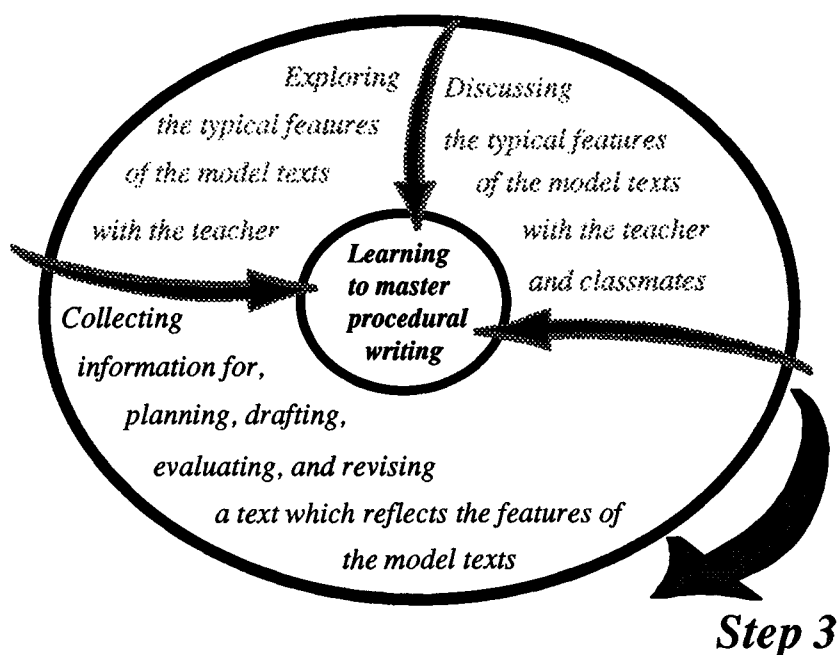 Exploring
the typical features
of the model texts
with the teacher
Discussing
the typical features
of the model texts
with the teacher
and classmates
Learning
to master
procedural
writing
Collecting
information for,
planning, drafting,
evaluating, and revising
a text which reflects the features of
the model texts
Step 3